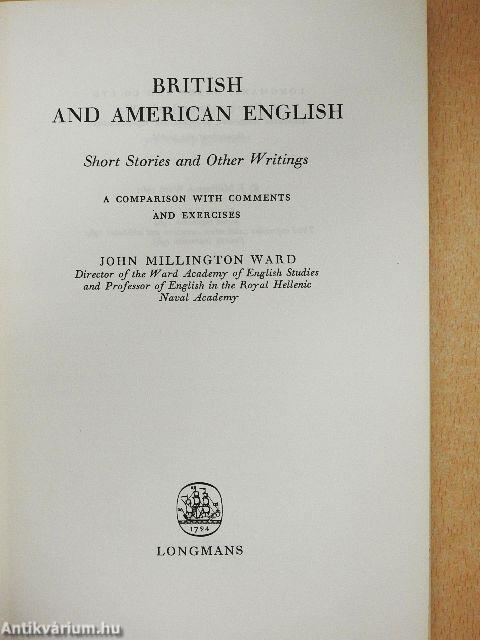 BRITISH
AND AMERICAN ENGLISH
Short Stories and Other Writings
A COMPARISON WITH COMMENTS
AND EXERCISES
JOHN MILLINGTON WARD
Director of the Ward Academy of English Studies
and Professor of English in the Royal Hellenic
Naval Academy
1724
LONGMANS
Antikvárium.hu